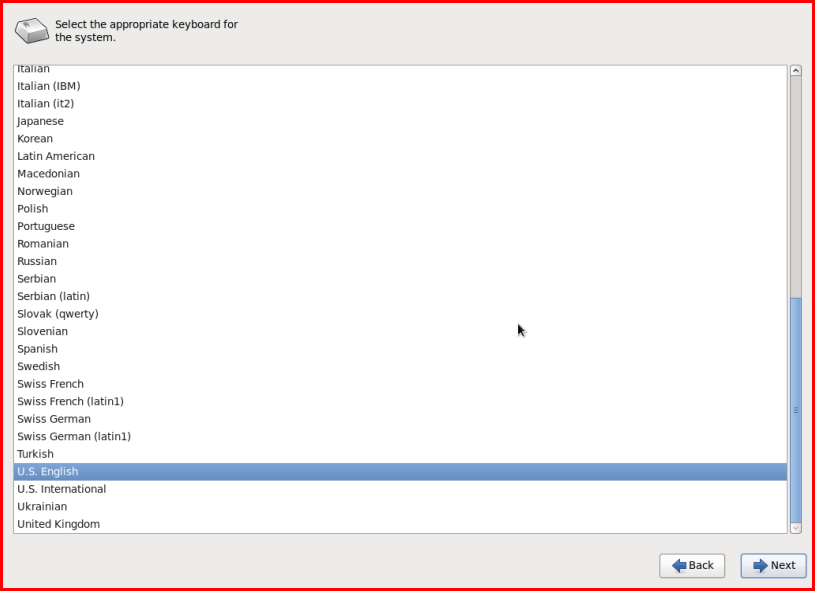 Select the appropriate keyboard for
the system.
Italian
Italian (IBM)
Italian (it2)
Japanese
Korean
Latin American
Macedonian
Norwegian
Polish
Portuguese
Romanian
Russian
Serbian
Serbian (latin)
Slovak (qwerty)
Slovenian
Spanish
Swedish
Swiss French
Swiss French (latin1)
Swiss German
Swiss German (latin1)
Turkish
U.S. English
U.S. International
Ukrainian
United Kingdom
Back
Next